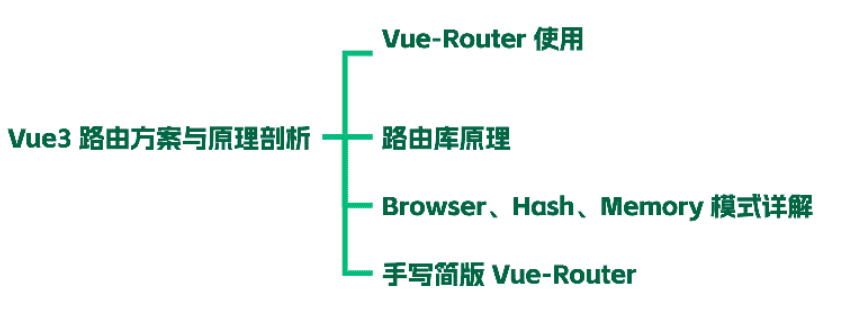 Vue3 路由方案与原理剖析
Vue-Router 使用
路由库原理
Browser、Hash、Memory 模式详解
手写简版 Vue-Router